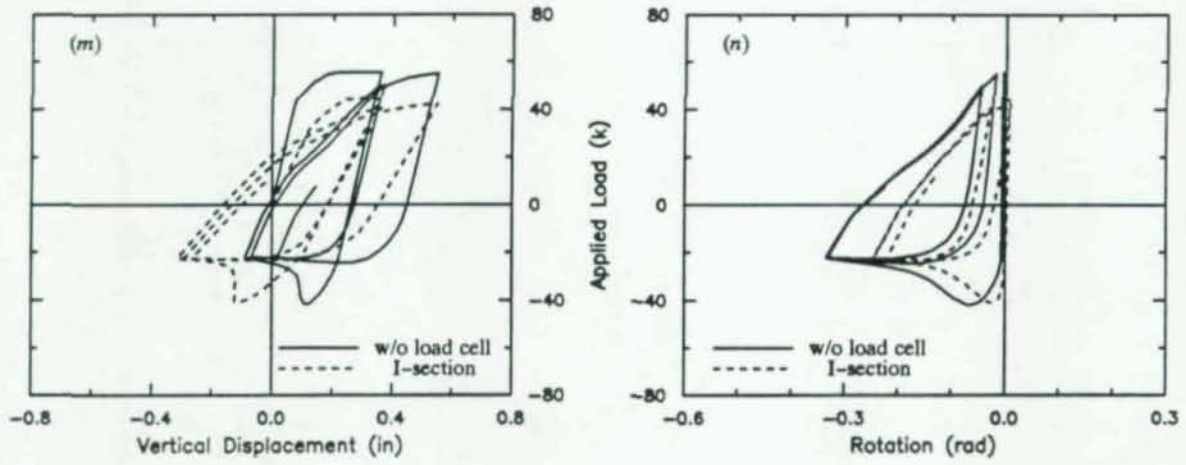 (m)
80
40
0
-40
-80
Applied Load (k)
w/o load cell
I-section
-0.8
-0.4
0.0
0.4
0.8
Vertical Displacement (in)
(n)
80
40
0
-40
-80
w/o load cell
I-section
-0.6
-0.3
0.0
0.3
Rotation (rad)